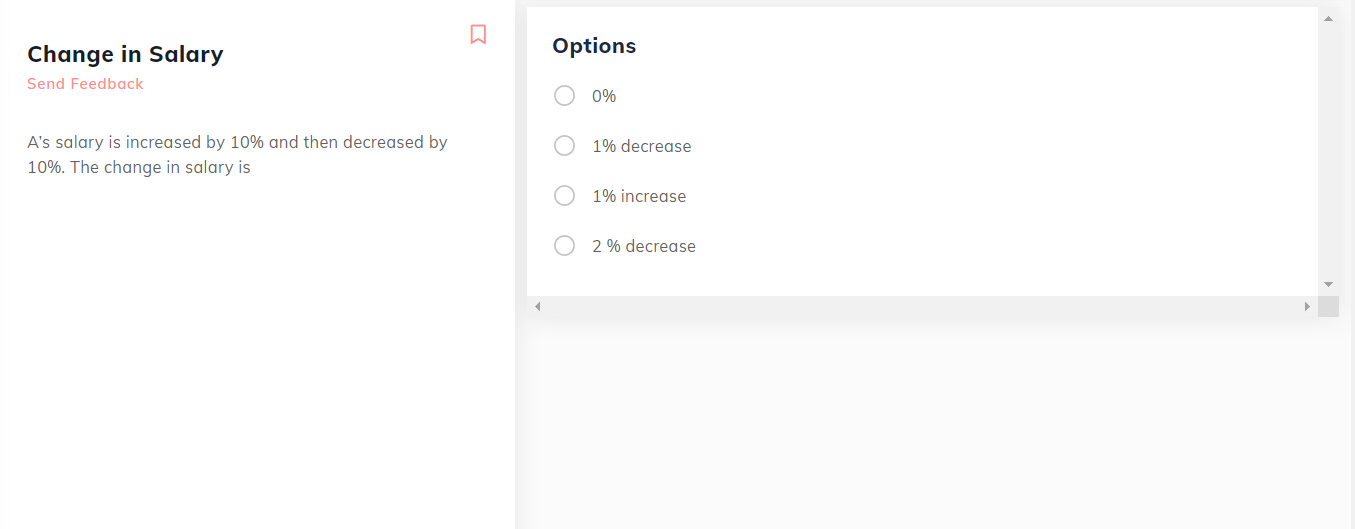 Change in Salary
Send Feedback
A's salary is increased by 10% and then decreased by
10%. The change in salary is
Options
0%
1% decrease
1% increase
2 % decrease